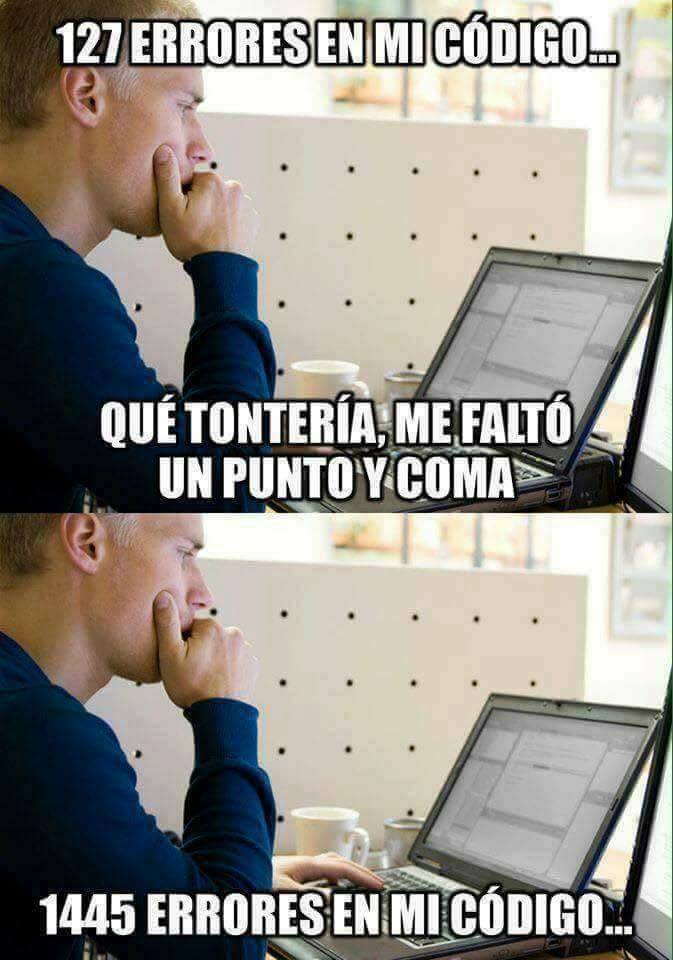 127 ERRORES EN MI CÓDIGO...
QUÉ TONTERÍA, ME FALTÓ
UN PUNTO Y COMA
1445 ERRORES EN MI CÓDIGO...